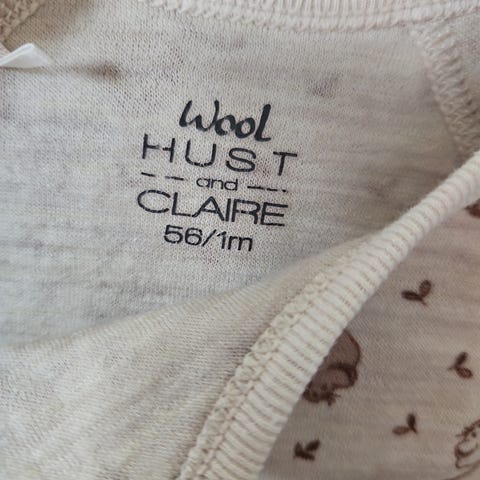 Wool
HUST
and
CLAIRE
56/1m